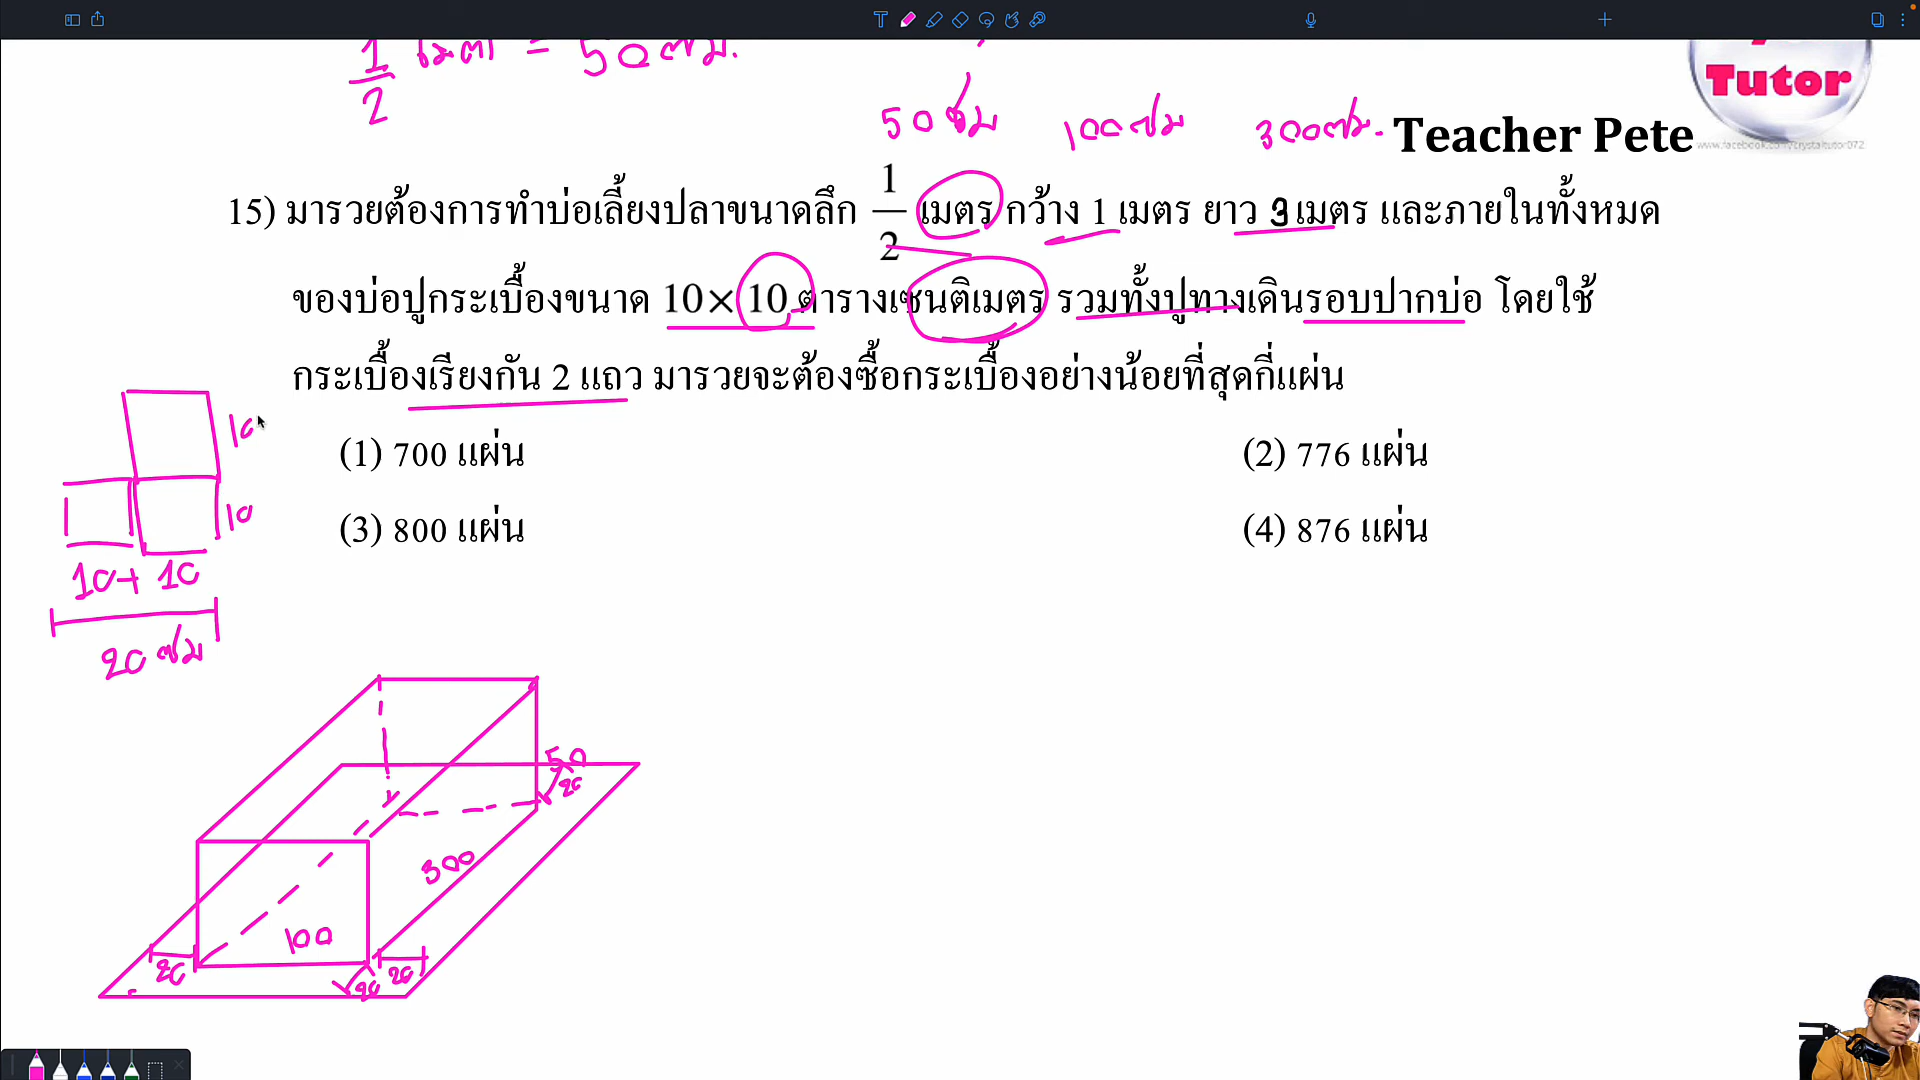 1/2 เมตร = 50 ซม.
50 ซม 100 ซม 300 ซม.
Tutor
Teacher Pete
www.facebook.com/crystaltutor072
15) มารวยต้องการทำบ่อเลี้ยงปลาขนาดลึก 1/2 เมตร กว้าง 1 เมตร ยาว 3 เมตร และภายในทั้งหมด
ของบ่อปูกระเบื้องขนาด 10×10 ตารางเซนติเมตร รวมทั้งปูทางเดินรอบปากบ่อ โดยใช้
กระเบื้องเรียงกัน 2 แถว มารวยจะต้องซื้อกระเบื้องอย่างน้อยที่สุดกี่แผ่น
(1) 700 แผ่น (2) 776 แผ่น
(3) 800 แผ่น (4) 876 แผ่น
10
10
10 + 10
20 ซม
50
20
300
100
20 20 20